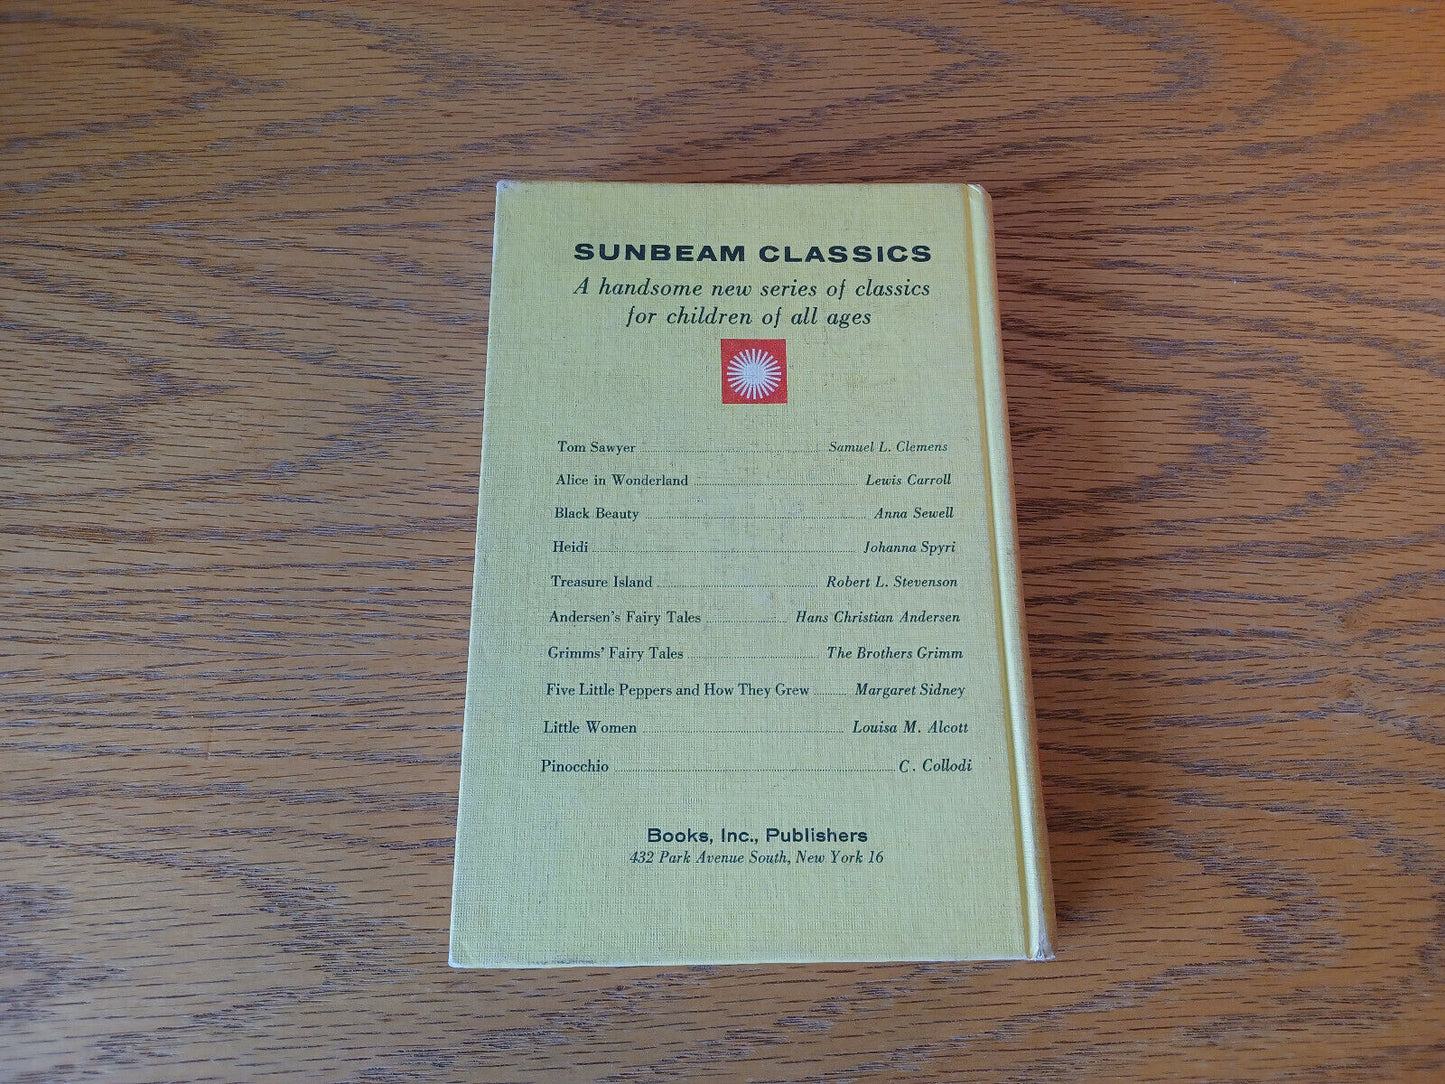 SUNBEAM CLASSICS
A handsome new series of classics
for children of all ages
Tom Sawyer Samuel L. Clemens
Alice in Wonderland Lewis Carroll
Black Beauty Anna Sewell
Heidi Johanna Spyri
Treasure Island Robert L. Stevenson
Andersen's Fairy Tales Hans Christian Andersen
Grimms' Fairy Tales The Brothers Grimm
Five Little Peppers and How They Grew Margaret Sidney
Little Women Louisa M. Alcott
Pinocchio C. Collodi
Books, Inc., Publishers
432 Park Avenue South, New York 16